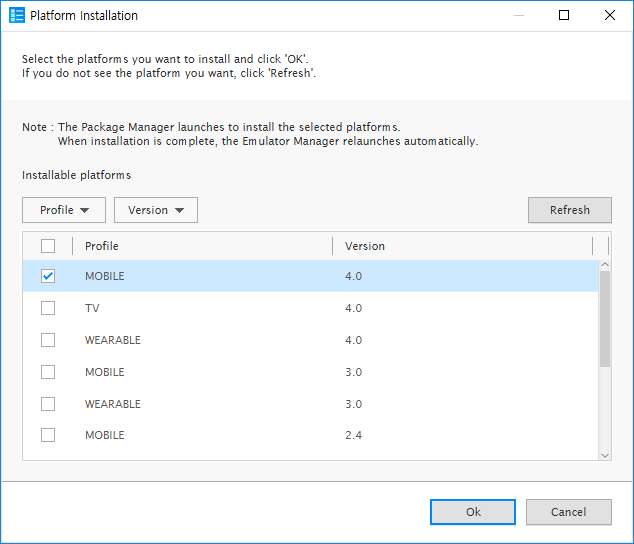 Platform Installation
Select the platforms you want to install and click 'OK'.
If you do not see the platform you want, click 'Refresh'.
Note : The Package Manager launches to install the selected platforms.
When installation is complete, the Emulator Manager relaunches automatically.
Installable platforms
Profile Version Refresh
Profile Version
MOBILE 4.0
TV 4.0
WEARABLE 4.0
MOBILE 3.0
WEARABLE 3.0
MOBILE 2.4
Ok Cancel